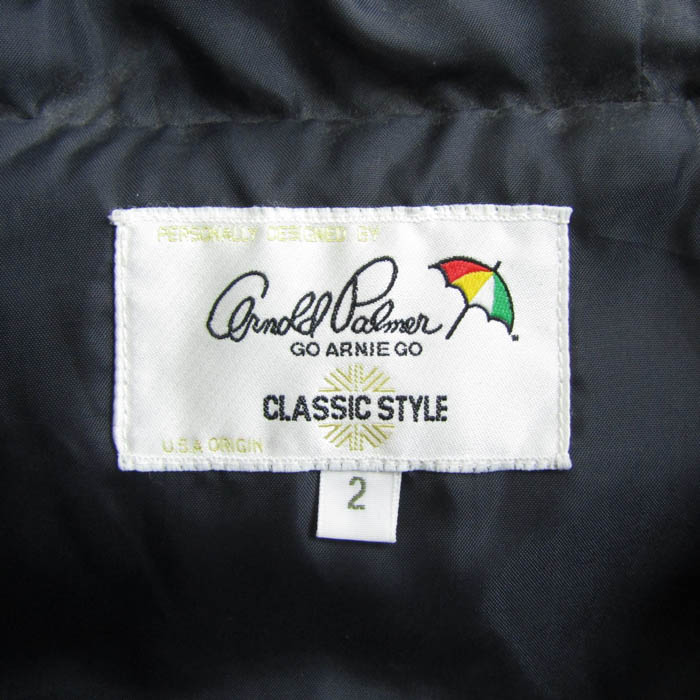 PERSONALLY DESIGNED BY
Arnold Palmer
GO ARNIE GO
CLASSIC STYLE
U.S.A ORIGIN
2